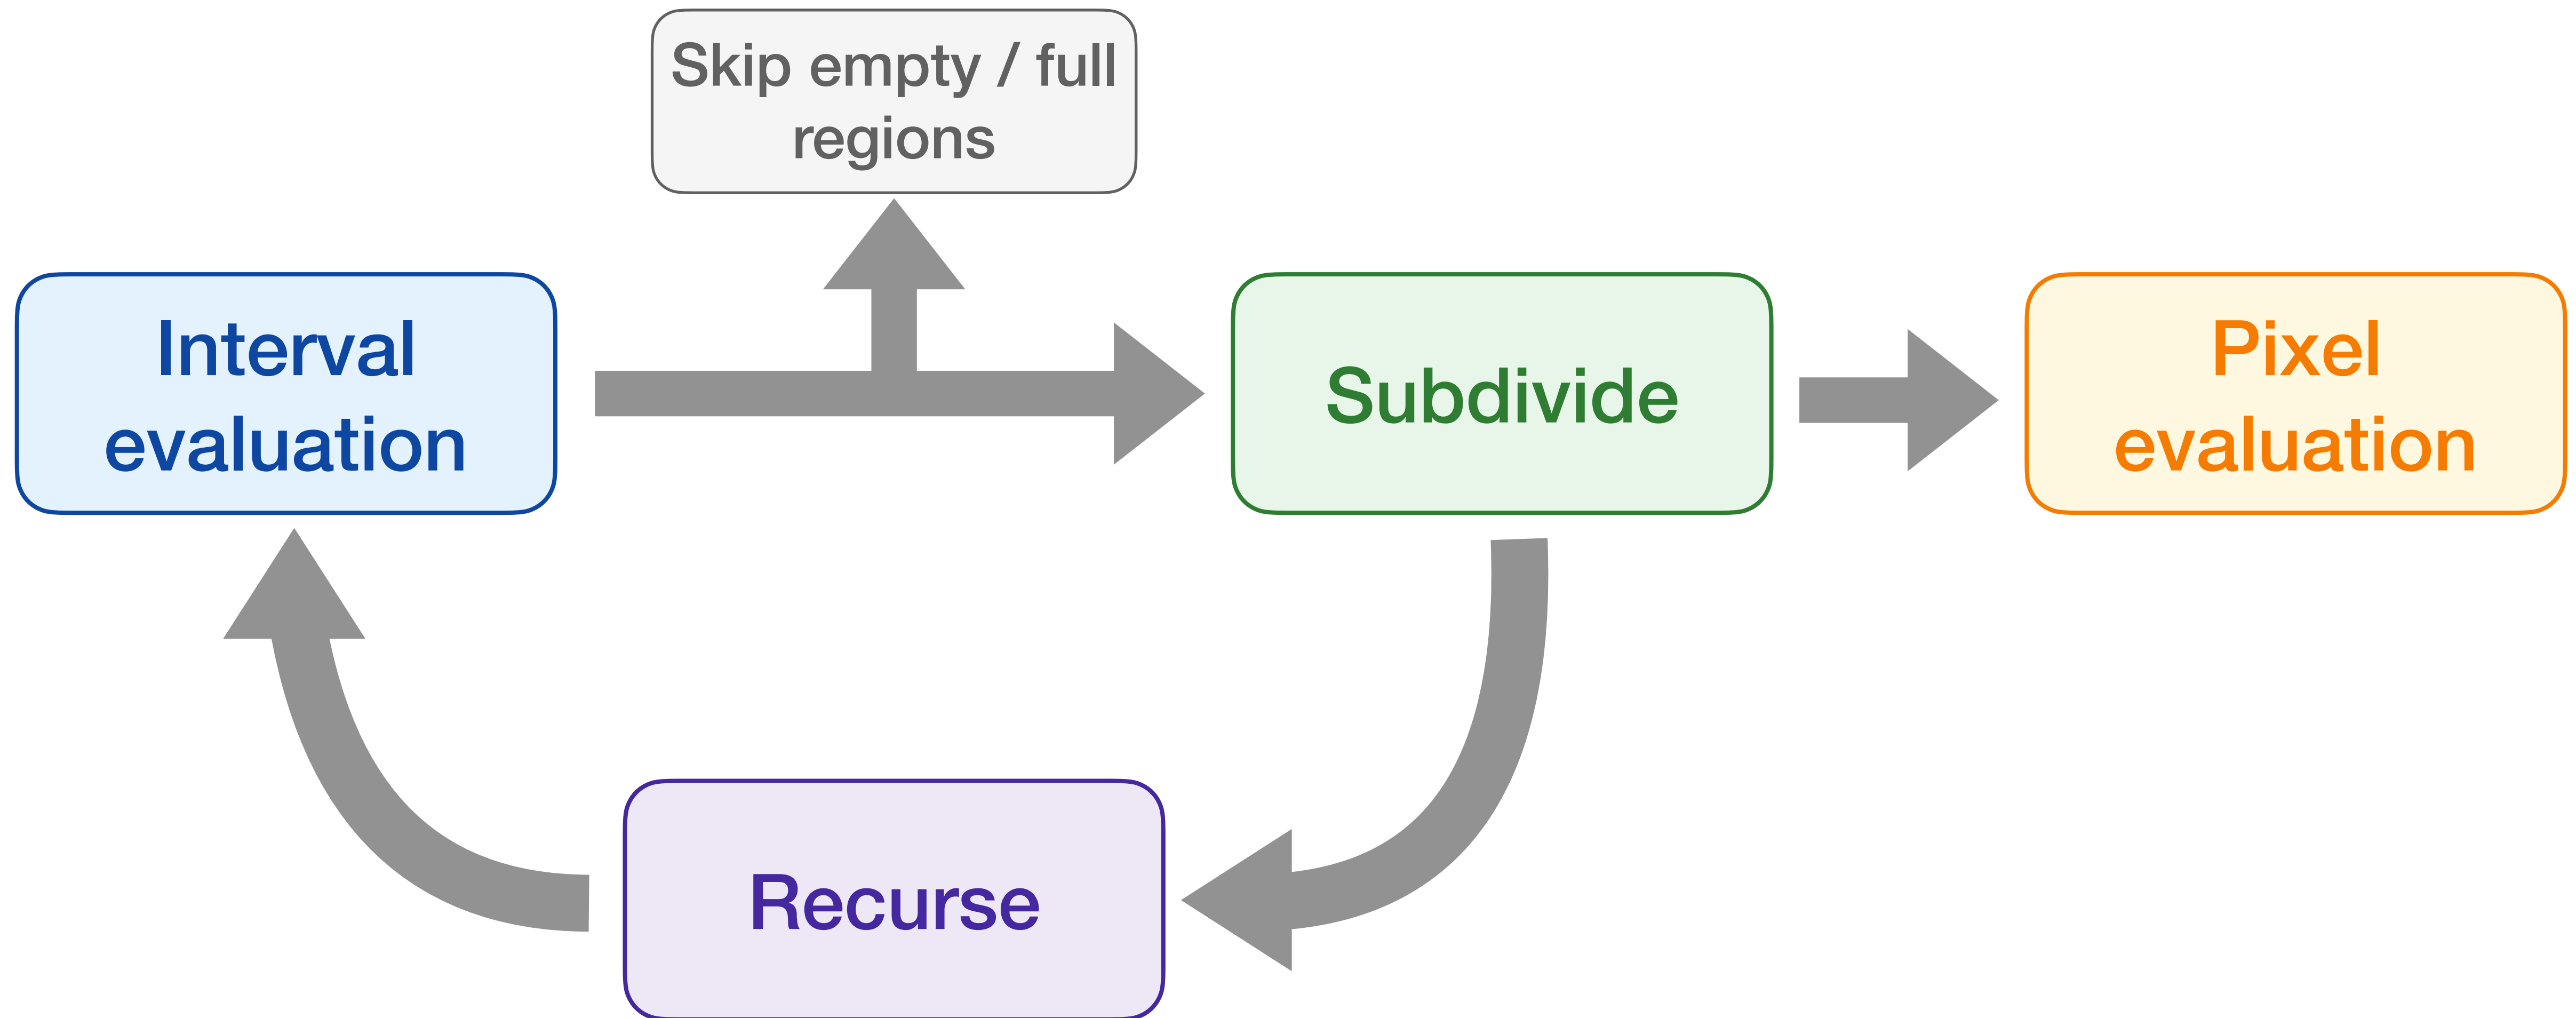 Skip empty / full
regions
Interval
evaluation
Subdivide
Pixel
evaluation
Recurse